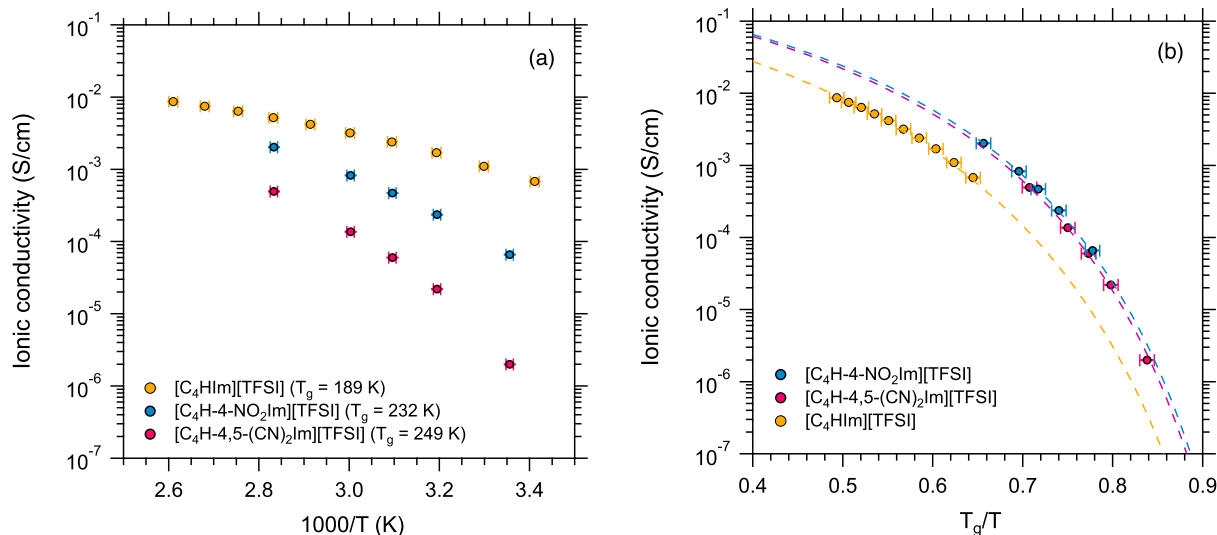 (a)
Ionic conductivity (S/cm)
10⁻¹
10⁻²
10⁻³
10⁻⁴
10⁻⁵
10⁻⁶
10⁻⁷
[C₄HIm][TFSI] (T_g = 189 K)
[C₄H-4-NO₂Im][TFSI] (T_g = 232 K)
[C₄H-4,5-(CN)₂Im][TFSI] (T_g = 249 K)
2.6 2.8 3.0 3.2 3.4
1000/T (K)
(b)
Ionic conductivity (S/cm)
10⁻¹
10⁻²
10⁻³
10⁻⁴
10⁻⁵
10⁻⁶
10⁻⁷
[C₄H-4-NO₂Im][TFSI]
[C₄H-4,5-(CN)₂Im][TFSI]
[C₄HIm][TFSI]
0.4 0.5 0.6 0.7 0.8 0.9
T_g/T